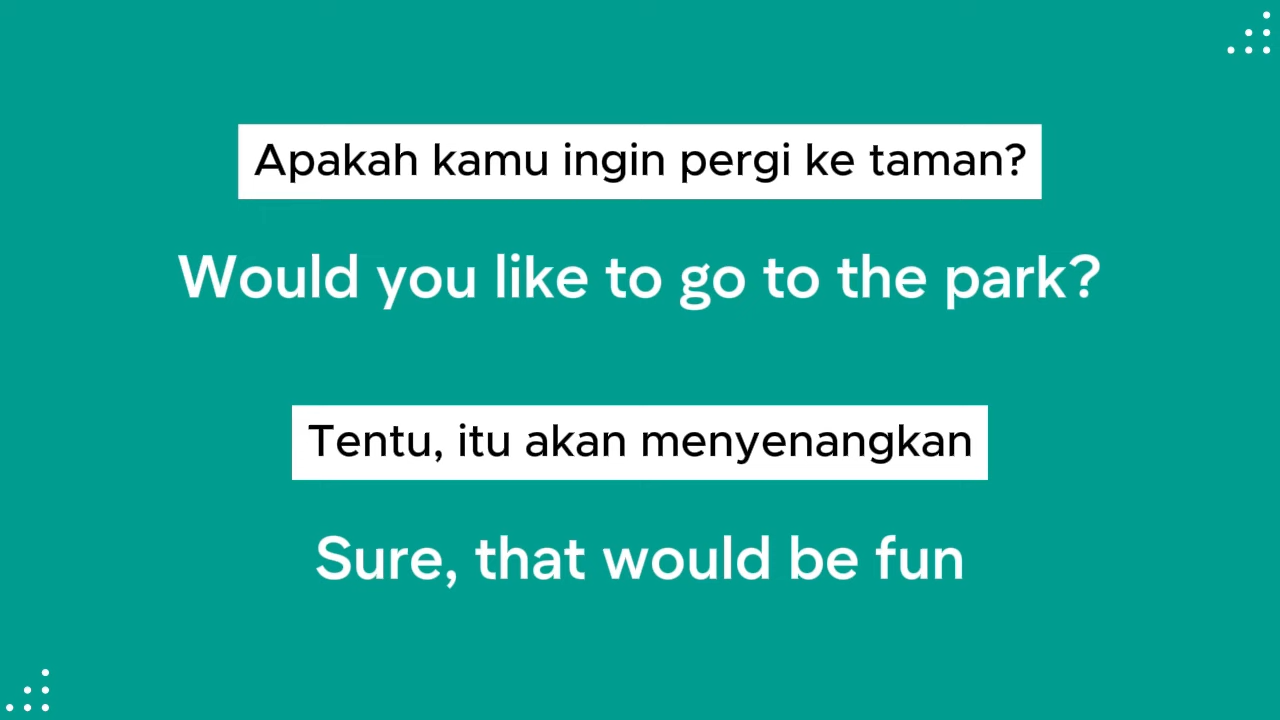 Apakah kamu ingin pergi ke taman?
Would you like to go to the park?
Tentu, itu akan menyenangkan
Sure, that would be fun